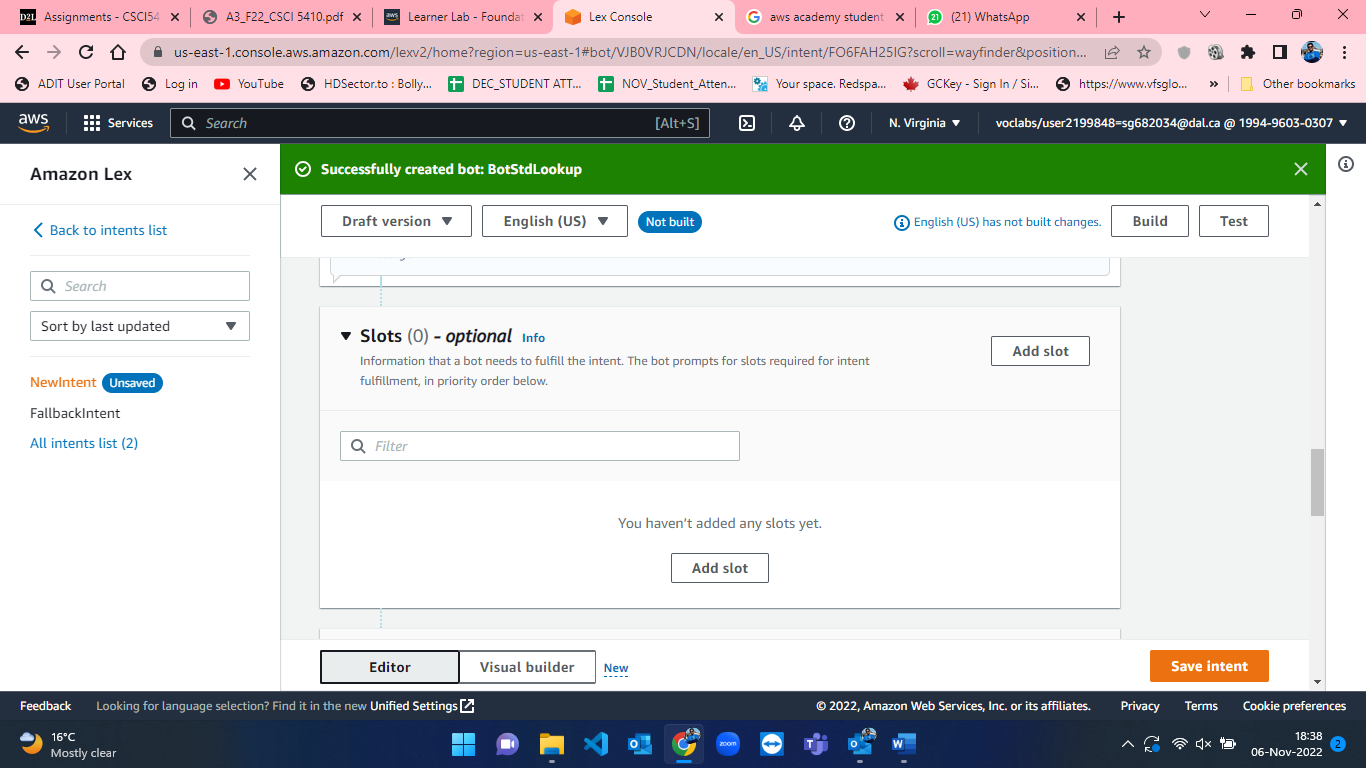 Assignments - CSCI54
A3_F22_CSCI 5410.pdf
Learner Lab - Foundat
Lex Console
aws academy student
(21) WhatsApp
us-east-1.console.aws.amazon.com/lexv2/home?region=us-east-1#bot/VJB0VRJCDN/locale/en_US/intent/FO6FAH25IG?scroll=wayfinder&position...
ADIT User Portal
Log in
YouTube
HDSector.to : Bolly...
DEC_STUDENT ATT...
NOV_Student_Atten...
Your space. Redspa...
GCKey - Sign In / Si...
https://www.vfsglo...
»
Other bookmarks
aws
Services
Search
[Alt+S]
N. Virginia
voclabs/user2199848=sg682034@dal.ca @ 1994-9603-0307
Amazon Lex
Successfully created bot: BotStdLookup
Back to intents list
Draft version
English (US)
Not built
English (US) has not built changes.
Build
Test
Search
Sort by last updated
NewIntent
Unsaved
FallbackIntent
All intents list (2)
Slots (0) - optional
Info
Information that a bot needs to fulfill the intent. The bot prompts for slots required for intent
fulfillment, in priority order below.
Add slot
Filter
You haven't added any slots yet.
Add slot
Editor
Visual builder
New
Save intent
Feedback
Looking for language selection? Find it in the new Unified Settings
© 2022, Amazon Web Services, Inc. or its affiliates.
Privacy
Terms
Cookie preferences
16°C
Mostly clear
zoom
18:38
06-Nov-2022
2